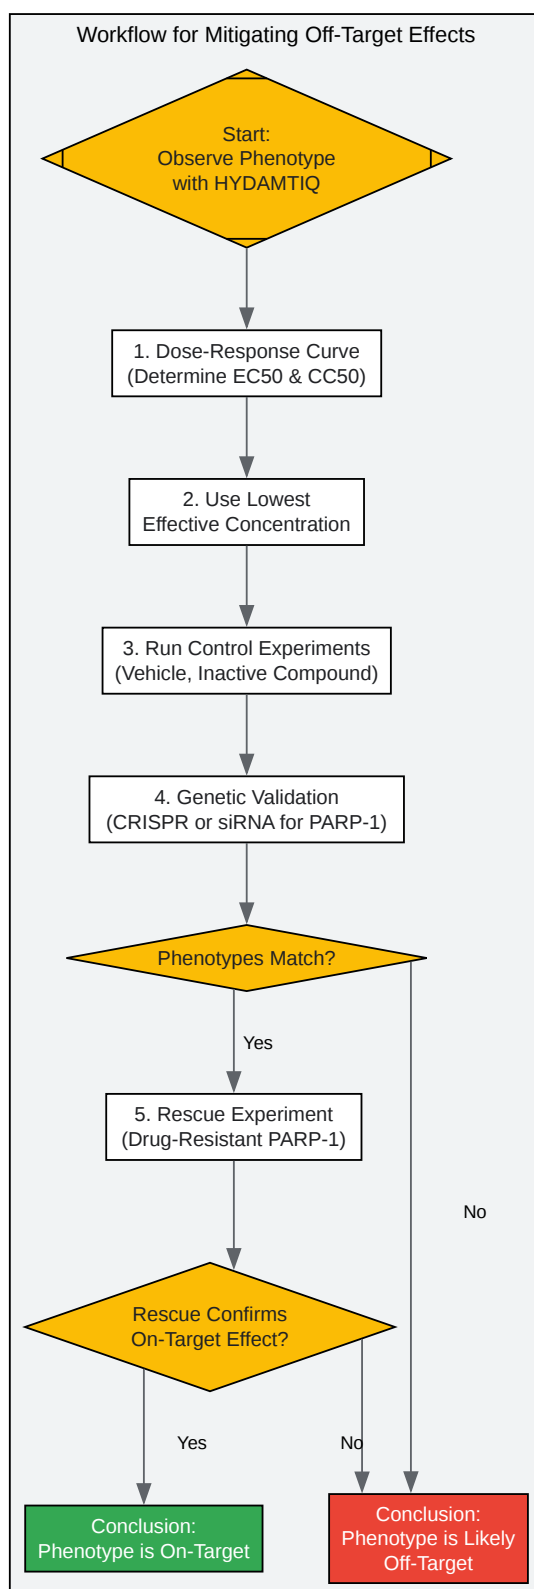 Workflow for Mitigating Off-Target Effects
Start:
Observe Phenotype
with HYDAMTIQ
1. Dose-Response Curve
(Determine EC50 & CC50)
2. Use Lowest
Effective Concentration
3. Run Control Experiments
(Vehicle, Inactive Compound)
4. Genetic Validation
(CRISPR or siRNA for PARP-1)
Phenotypes Match?
Yes
5. Rescue Experiment
(Drug-Resistant PARP-1)
No
Rescue Confirms
On-Target Effect?
Yes
No
Conclusion:
Phenotype is On-Target
Conclusion:
Phenotype is Likely
Off-Target